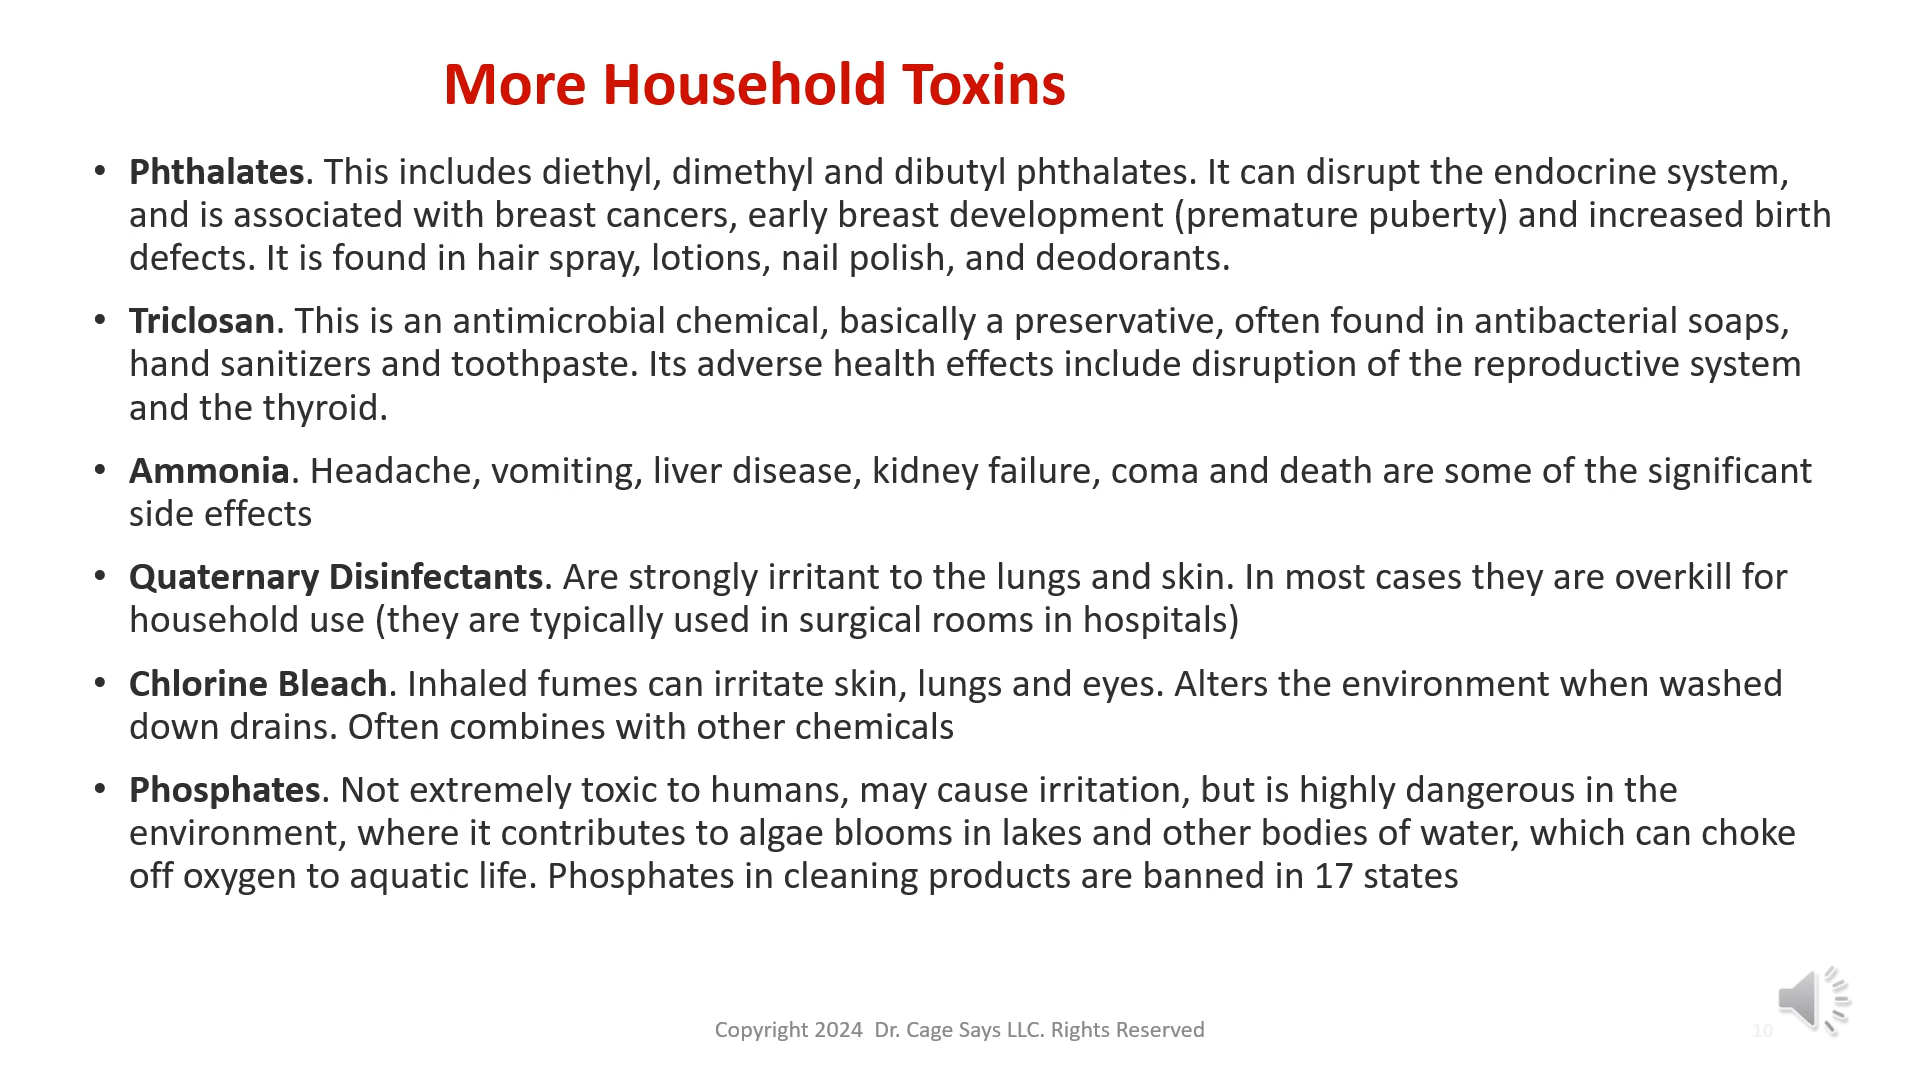 More Household Toxins
• Phthalates. This includes diethyl, dimethyl and dibutyl phthalates. It can disrupt the endocrine system,
and is associated with breast cancers, early breast development (premature puberty) and increased birth
defects. It is found in hair spray, lotions, nail polish, and deodorants.
• Triclosan. This is an antimicrobial chemical, basically a preservative, often found in antibacterial soaps,
hand sanitizers and toothpaste. Its adverse health effects include disruption of the reproductive system
and the thyroid.
• Ammonia. Headache, vomiting, liver disease, kidney failure, coma and death are some of the significant
side effects
• Quaternary Disinfectants. Are strongly irritant to the lungs and skin. In most cases they are overkill for
household use (they are typically used in surgical rooms in hospitals)
• Chlorine Bleach. Inhaled fumes can irritate skin, lungs and eyes. Alters the environment when washed
down drains. Often combines with other chemicals
• Phosphates. Not extremely toxic to humans, may cause irritation, but is highly dangerous in the
environment, where it contributes to algae blooms in lakes and other bodies of water, which can choke
off oxygen to aquatic life. Phosphates in cleaning products are banned in 17 states
Copyright 2024  Dr. Cage Says LLC. Rights Reserved
10